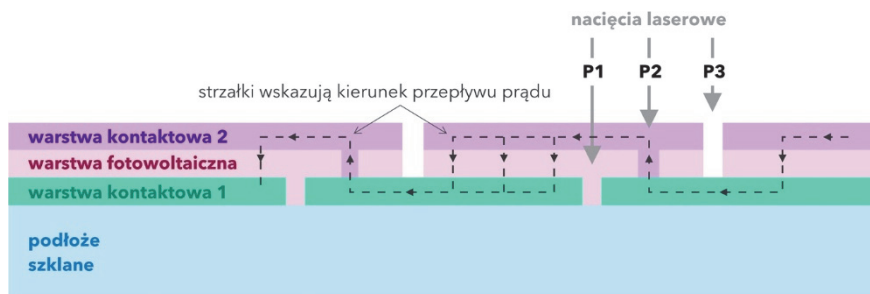 nacięcia laserowe
P1 P2 P3
strzałki wskazują kierunek przepływu prądu
warstwa kontaktowa 2
warstwa fotowoltaiczna
warstwa kontaktowa 1
podłoże
szklane